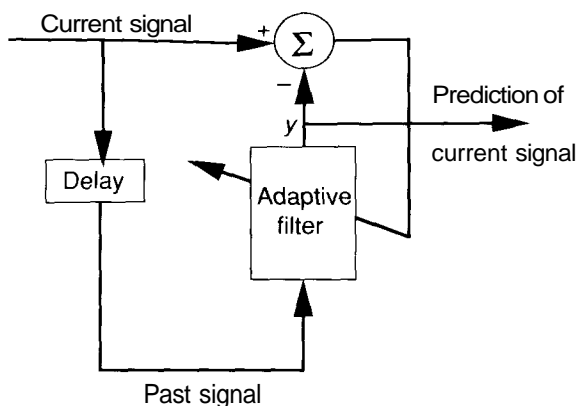 Current signal
+
Σ
−
y
Prediction of
current signal
Delay
Adaptive
filter
Past signal